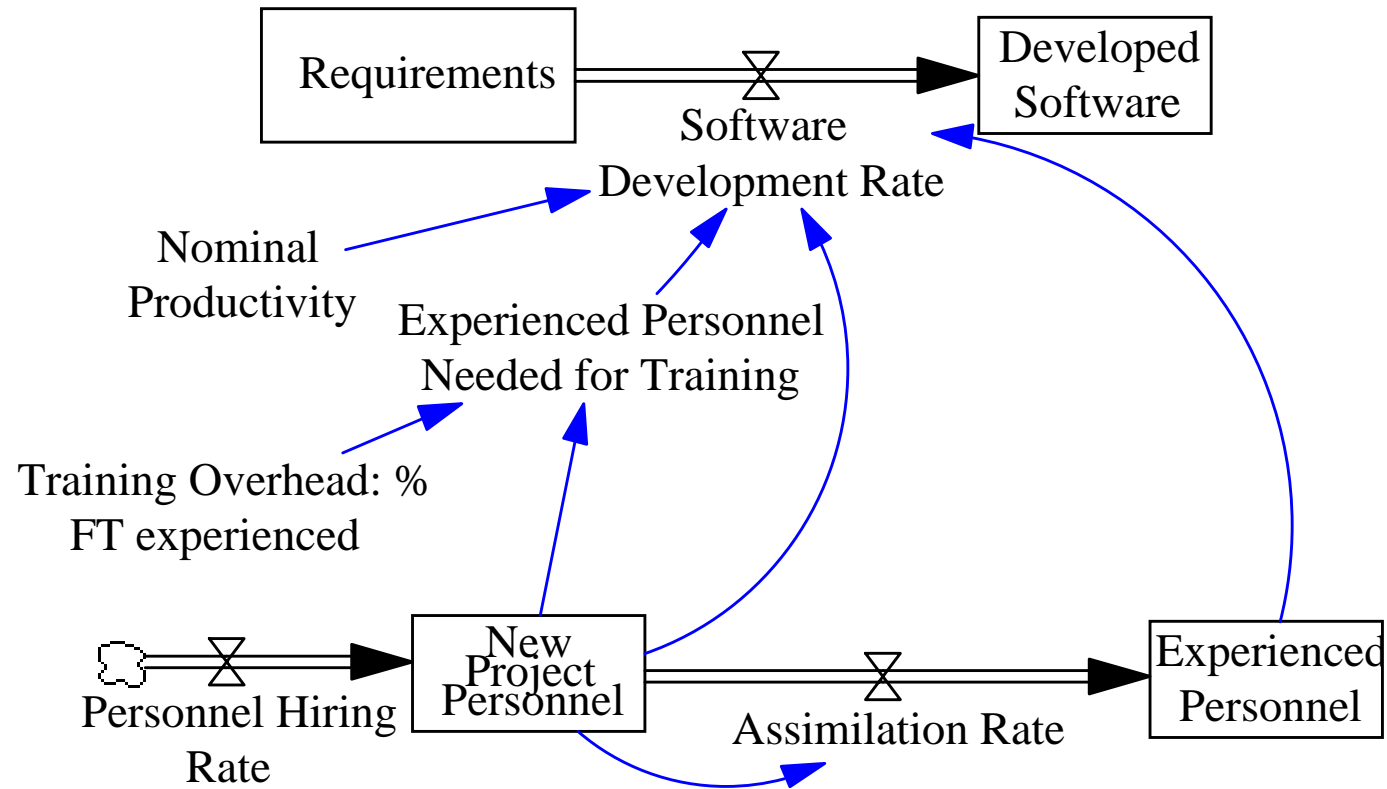 Requirements
Developed
Software
Software
Development Rate
Nominal
Productivity
Experienced Personnel
Needed for Training
Training Overhead: %
FT experienced
New
Project
Personnel
Experienced
Personnel
Personnel Hiring
Rate
Assimilation Rate